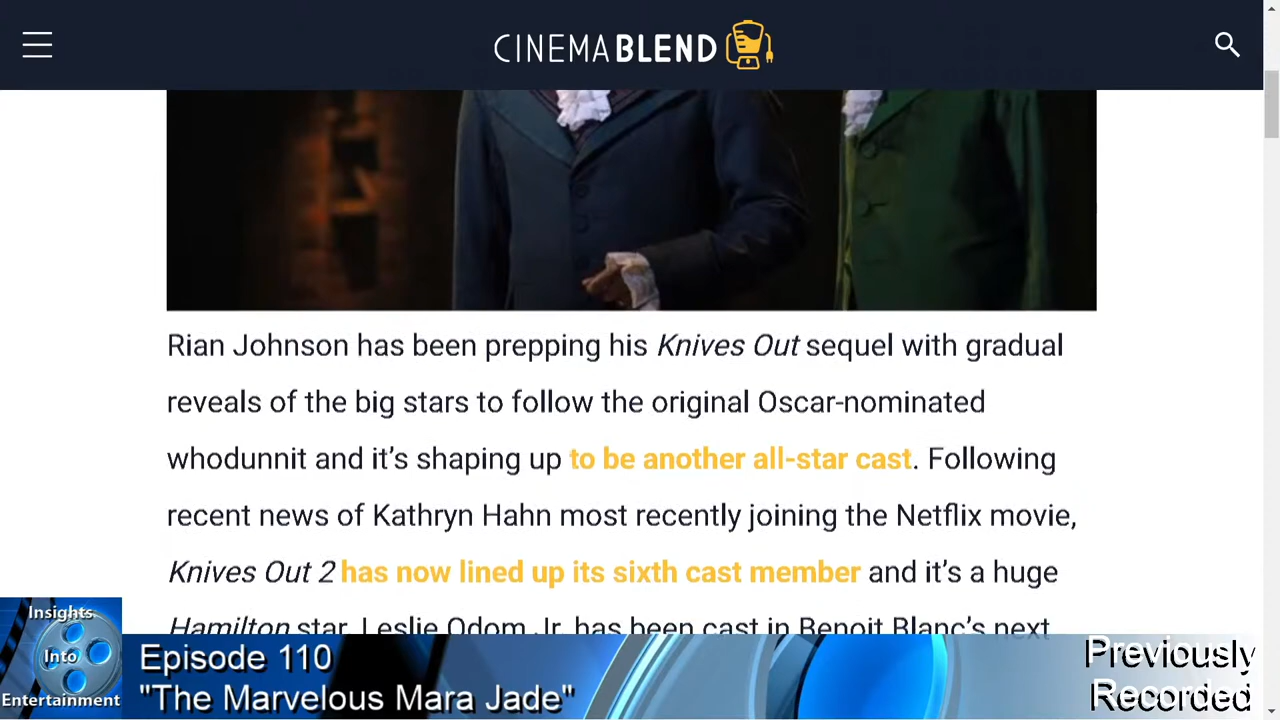 CINEMABLEND
Rian Johnson has been prepping his Knives Out sequel with gradual
reveals of the big stars to follow the original Oscar-nominated
whodunnit and it's shaping up to be another all-star cast. Following
recent news of Kathryn Hahn most recently joining the Netflix movie,
Knives Out 2 has now lined up its sixth cast member and it's a huge
Hamilton star. Leslie Odom Jr. has been cast in Benoit Blanc's next
Insights
Into
Entertainment
Episode 110
"The Marvelous Mara Jade"
Previously
Recorded